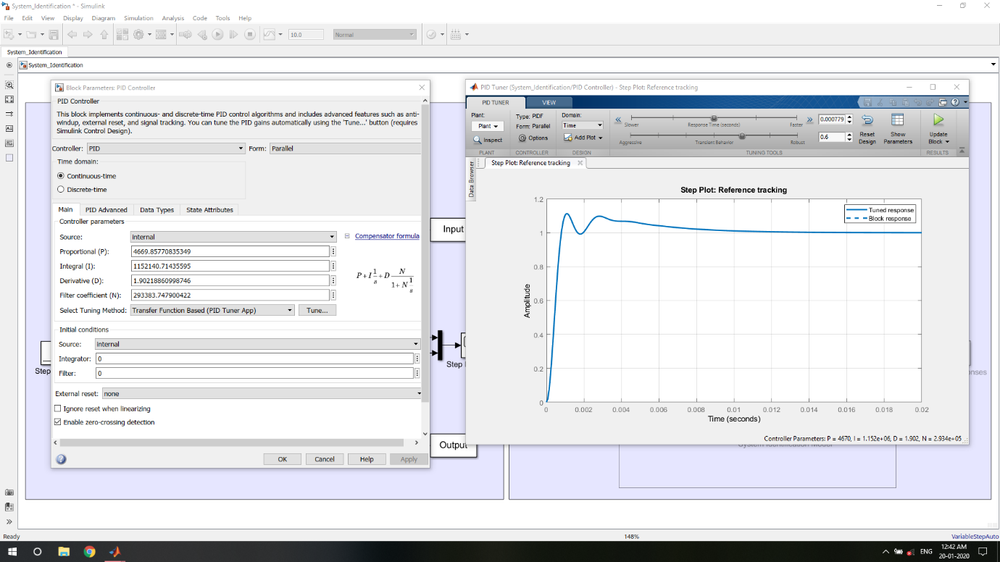 System_Identification * - Simulink
File Edit View Display Diagram Simulation Analysis Code Tools Help
10.0 Normal
System_Identification
System_Identification
Block Parameters: PID Controller
PID Controller
This block implements continuous- and discrete-time PID control algorithms and includes advanced features such as anti-
windup, external reset, and signal tracking. You can tune the PID gains automatically using the 'Tune...' button (requires
Simulink Control Design).
Controller: PID Form: Parallel
Time domain:
Continuous-time
Discrete-time
Main PID Advanced Data Types State Attributes
Controller parameters
Source: internal Compensator formula
Proportional (P): 4669.85770835349
Integral (I): 1152140.71435595
Derivative (D): 1.90218860998746
Filter coefficient (N): 293383.747900422
P+I 1/s +D N/(1+N 1/s)
Select Tuning Method: Transfer Function Based (PID Tuner App) Tune...
Initial conditions
Source: internal
Integrator: 0
Filter: 0
External reset: none
Ignore reset when linearizing
Enable zero-crossing detection
OK Cancel Help Apply
Input
Step
Step
Output
PID Tuner (System_Identification/PID Controller) - Step Plot: Reference tracking
PID TUNER VIEW
Plant: Type: PIDF Domain:
Plant Form: Parallel Time
Inspect Options Add Plot
Slower Response Time (seconds) Faster 0.000779
Aggressive Transient Behavior Robust 0.6
Reset Design
Show Parameters
Update Block
PLANT CONTROLLER DESIGN TUNING TOOLS RESULTS
Data Browser
Step Plot: Reference tracking
Step Plot: Reference tracking
Tuned response
Block response
Amplitude
1.2
1
0.8
0.6
0.4
0.2
0
0 0.002 0.004 0.006 0.008 0.01 0.012 0.014 0.016 0.018 0.02
Time (seconds)
Controller Parameters: P = 4670, I = 1.152e+06, D = 1.902, N = 2.934e+05
System Identification Model
nses
Ready 148% VariableStepAuto
ENG 12:42 AM
20-01-2020